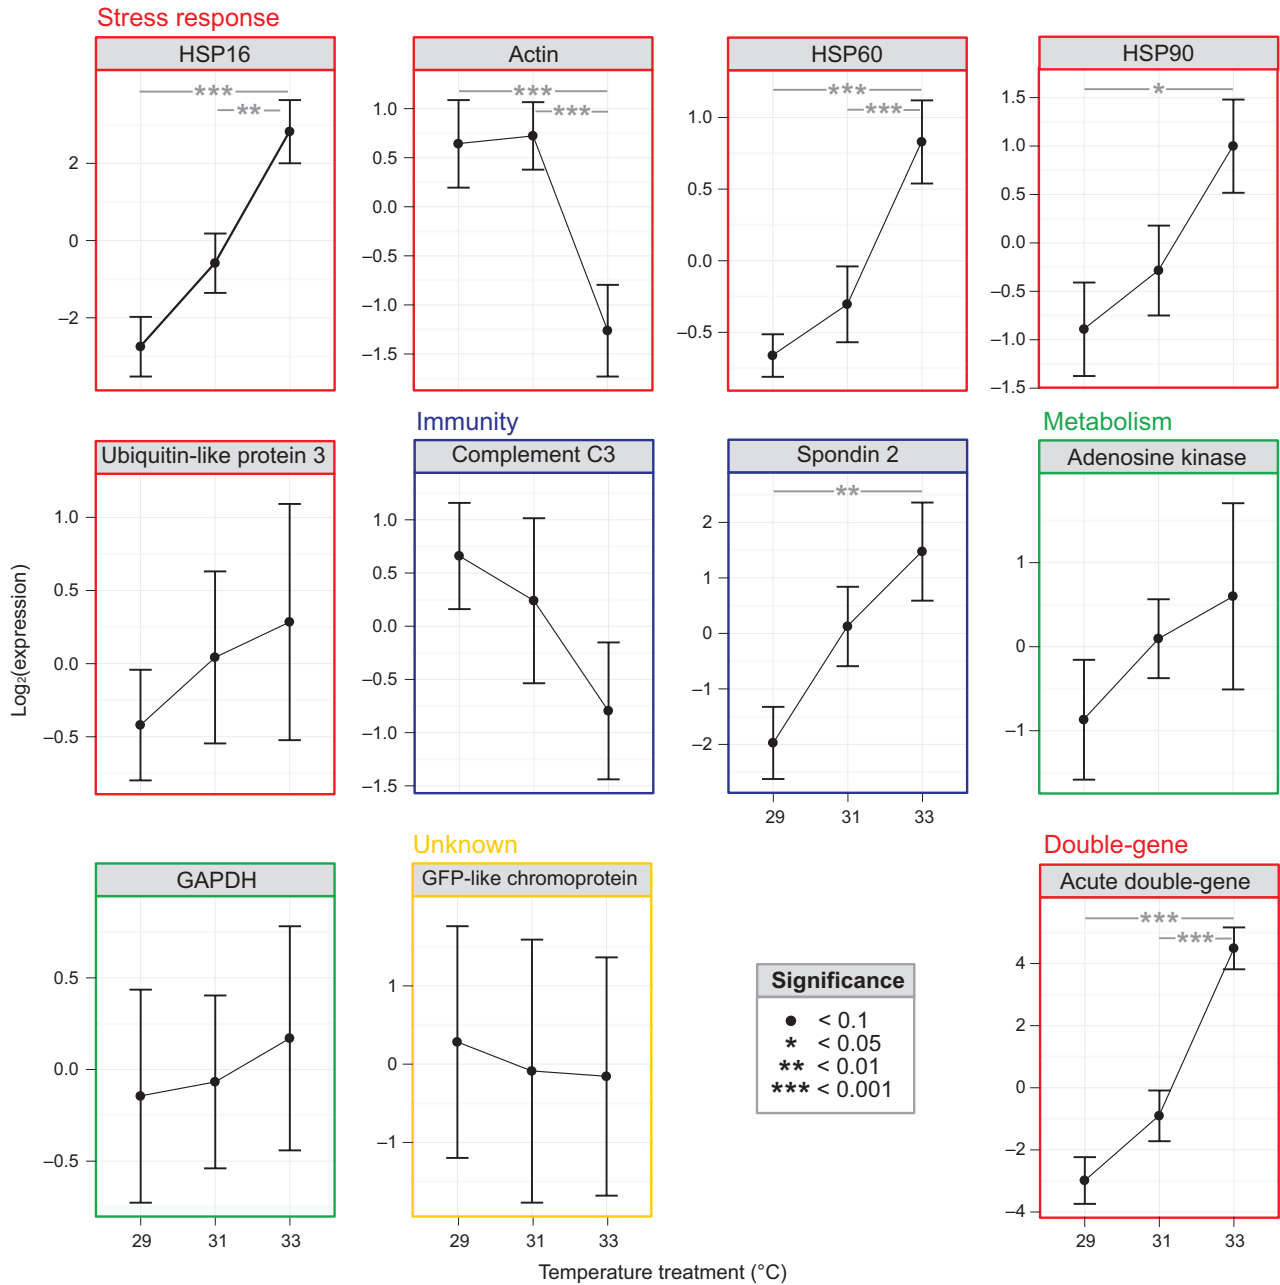 Stress response
HSP16
***
**
2
0
–2
Actin
***
***
1.0
0.5
0.0
–0.5
–1.0
–1.5
HSP60
***
***
1.0
0.5
0.0
–0.5
HSP90
*
1.5
1.0
0.5
0.0
–0.5
–1.0
–1.5
Log2(expression)
Ubiquitin-like protein 3
1.0
0.5
0.0
–0.5
Immunity
Complement C3
1.0
0.5
0.0
–0.5
–1.0
–1.5
Spondin 2
**
2
1
0
–1
–2
29 31 33
Metabolism
Adenosine kinase
1
0
–1
GAPDH
0.5
0.0
–0.5
29 31 33
Unknown
GFP-like chromoprotein
1
0
–1
29 31 33
Significance
● < 0.1
* < 0.05
** < 0.01
*** < 0.001
Double-gene
Acute double-gene
***
***
4
2
0
–2
–4
29 31 33
Temperature treatment (°C)